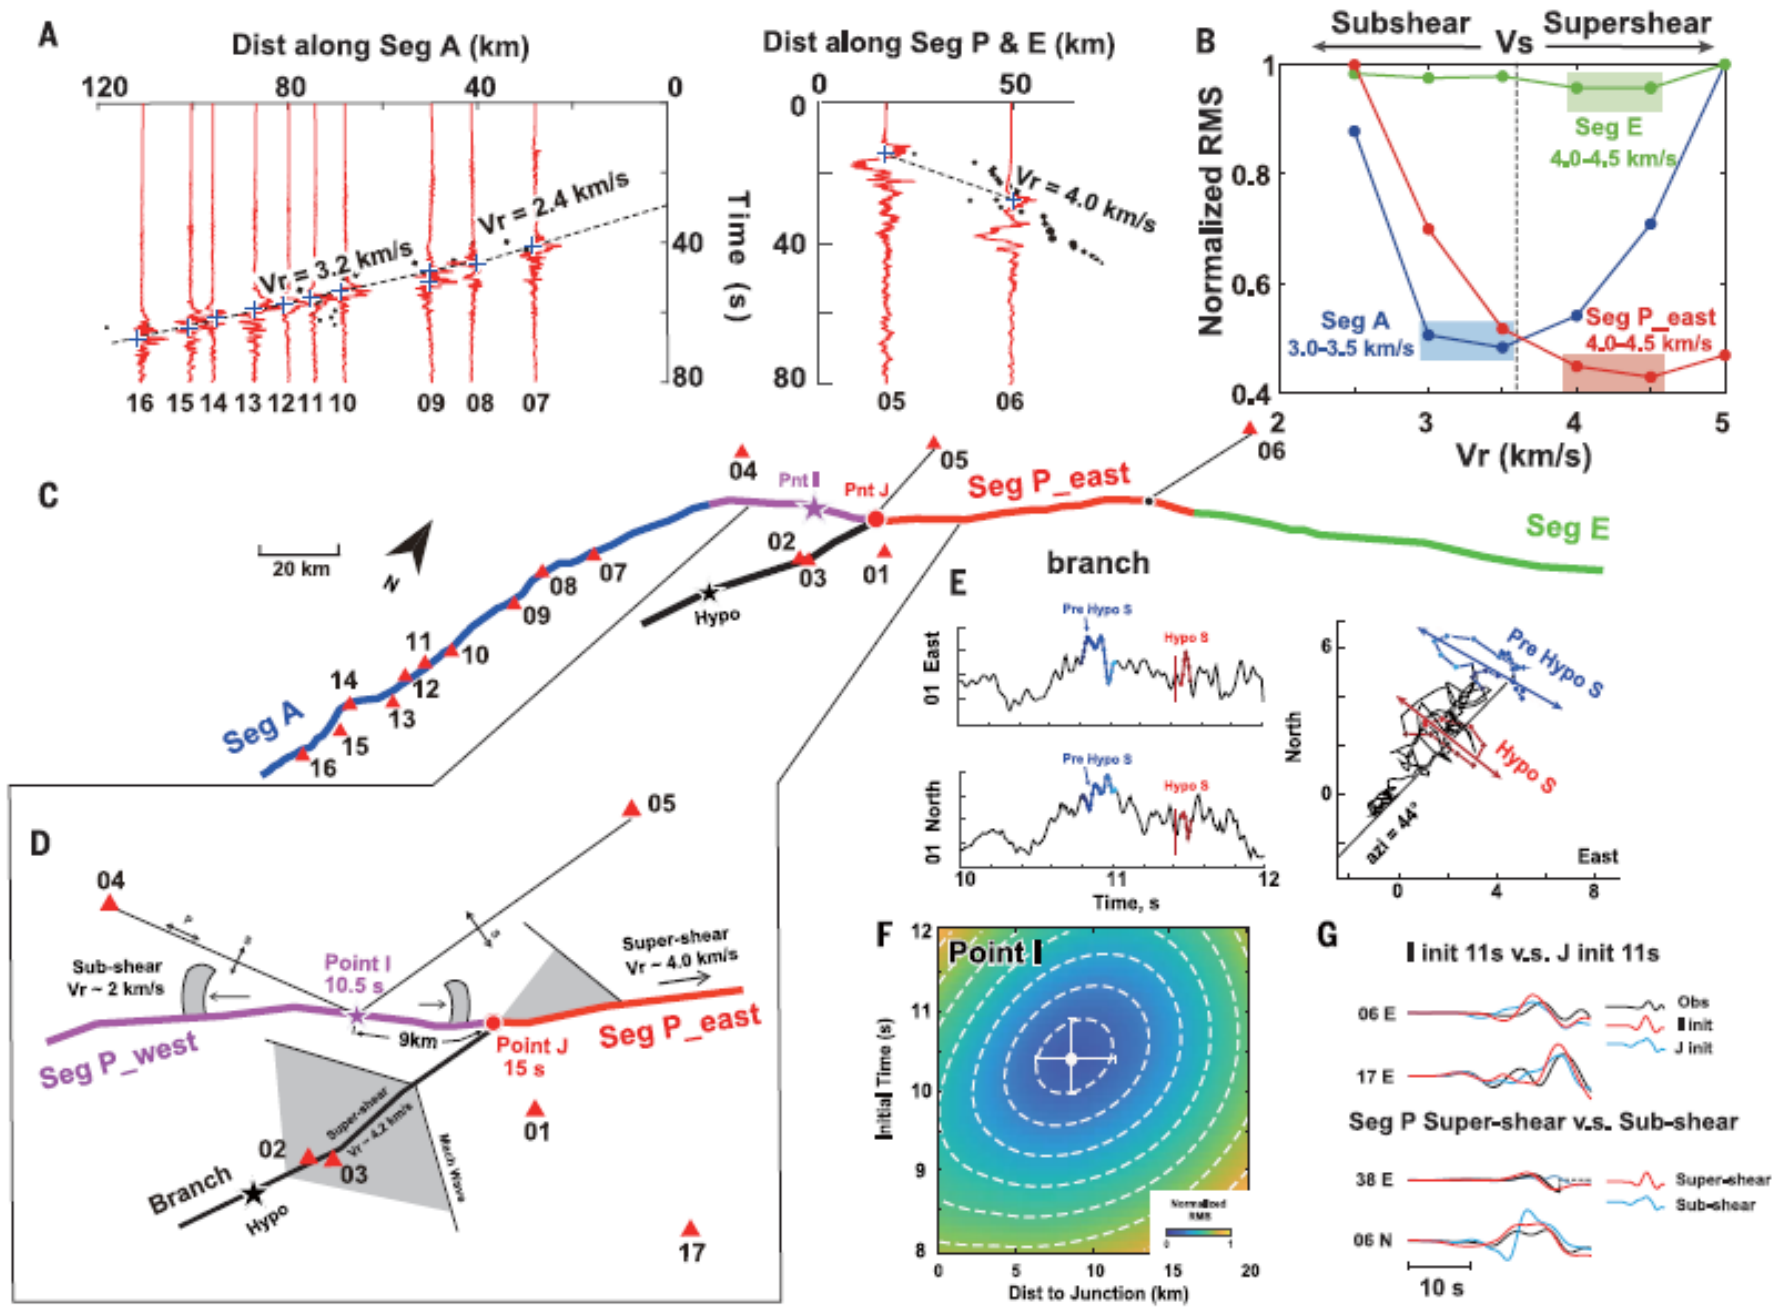 A
Dist along Seg A (km)
120
80
40
0
40
80
Time (s)
Vr = 3.2 km/s
Vr = 2.4 km/s
16
15
14
13
12
11
10
09
08
07
Dist along Seg P & E (km)
0
50
0
40
80
Vr = 4.0 km/s
05
06
B
Subshear
Vs
Supershear
Normalized RMS
1
0.8
0.6
0.4
2
3
4
5
Vr (km/s)
Seg E
4.0-4.5 km/s
Seg A
3.0-3.5 km/s
Seg P_east
4.0-4.5 km/s
C
N
20 km
04
Pnt I
Pnt J
05
Seg P_east
06
Seg E
02
03
01
Hypo
07
08
09
10
11
12
13
14
15
16
Seg A
D
04
05
P
S
S
Sub-shear
Vr ~ 2 km/s
Point I
10.5 s
Super-shear
Vr ~ 4.0 km/s
Seg P_west
9km
Point J
15 s
Seg P_east
Super-shear
Vr ~ 4.2 km/s
Mach Wave
02
03
01
Branch
Hypo
17
E
branch
01 East
Pre Hypo S
Hypo S
01 North
Pre Hypo S
Hypo S
10
11
12
Time, s
North
6
0
Pre Hypo S
Hypo S
azi = 44°
East
0
4
8
F
Point I
Initial Time (s)
12
11
10
9
8
0
5
10
15
20
Dist to Junction (km)
Normalized
RMS
0
1
G
I init 11s v.s. J init 11s
06 E
17 E
Obs
I init
J init
Seg P Super-shear v.s. Sub-shear
38 E
06 N
Super-shear
Sub-shear
10 s